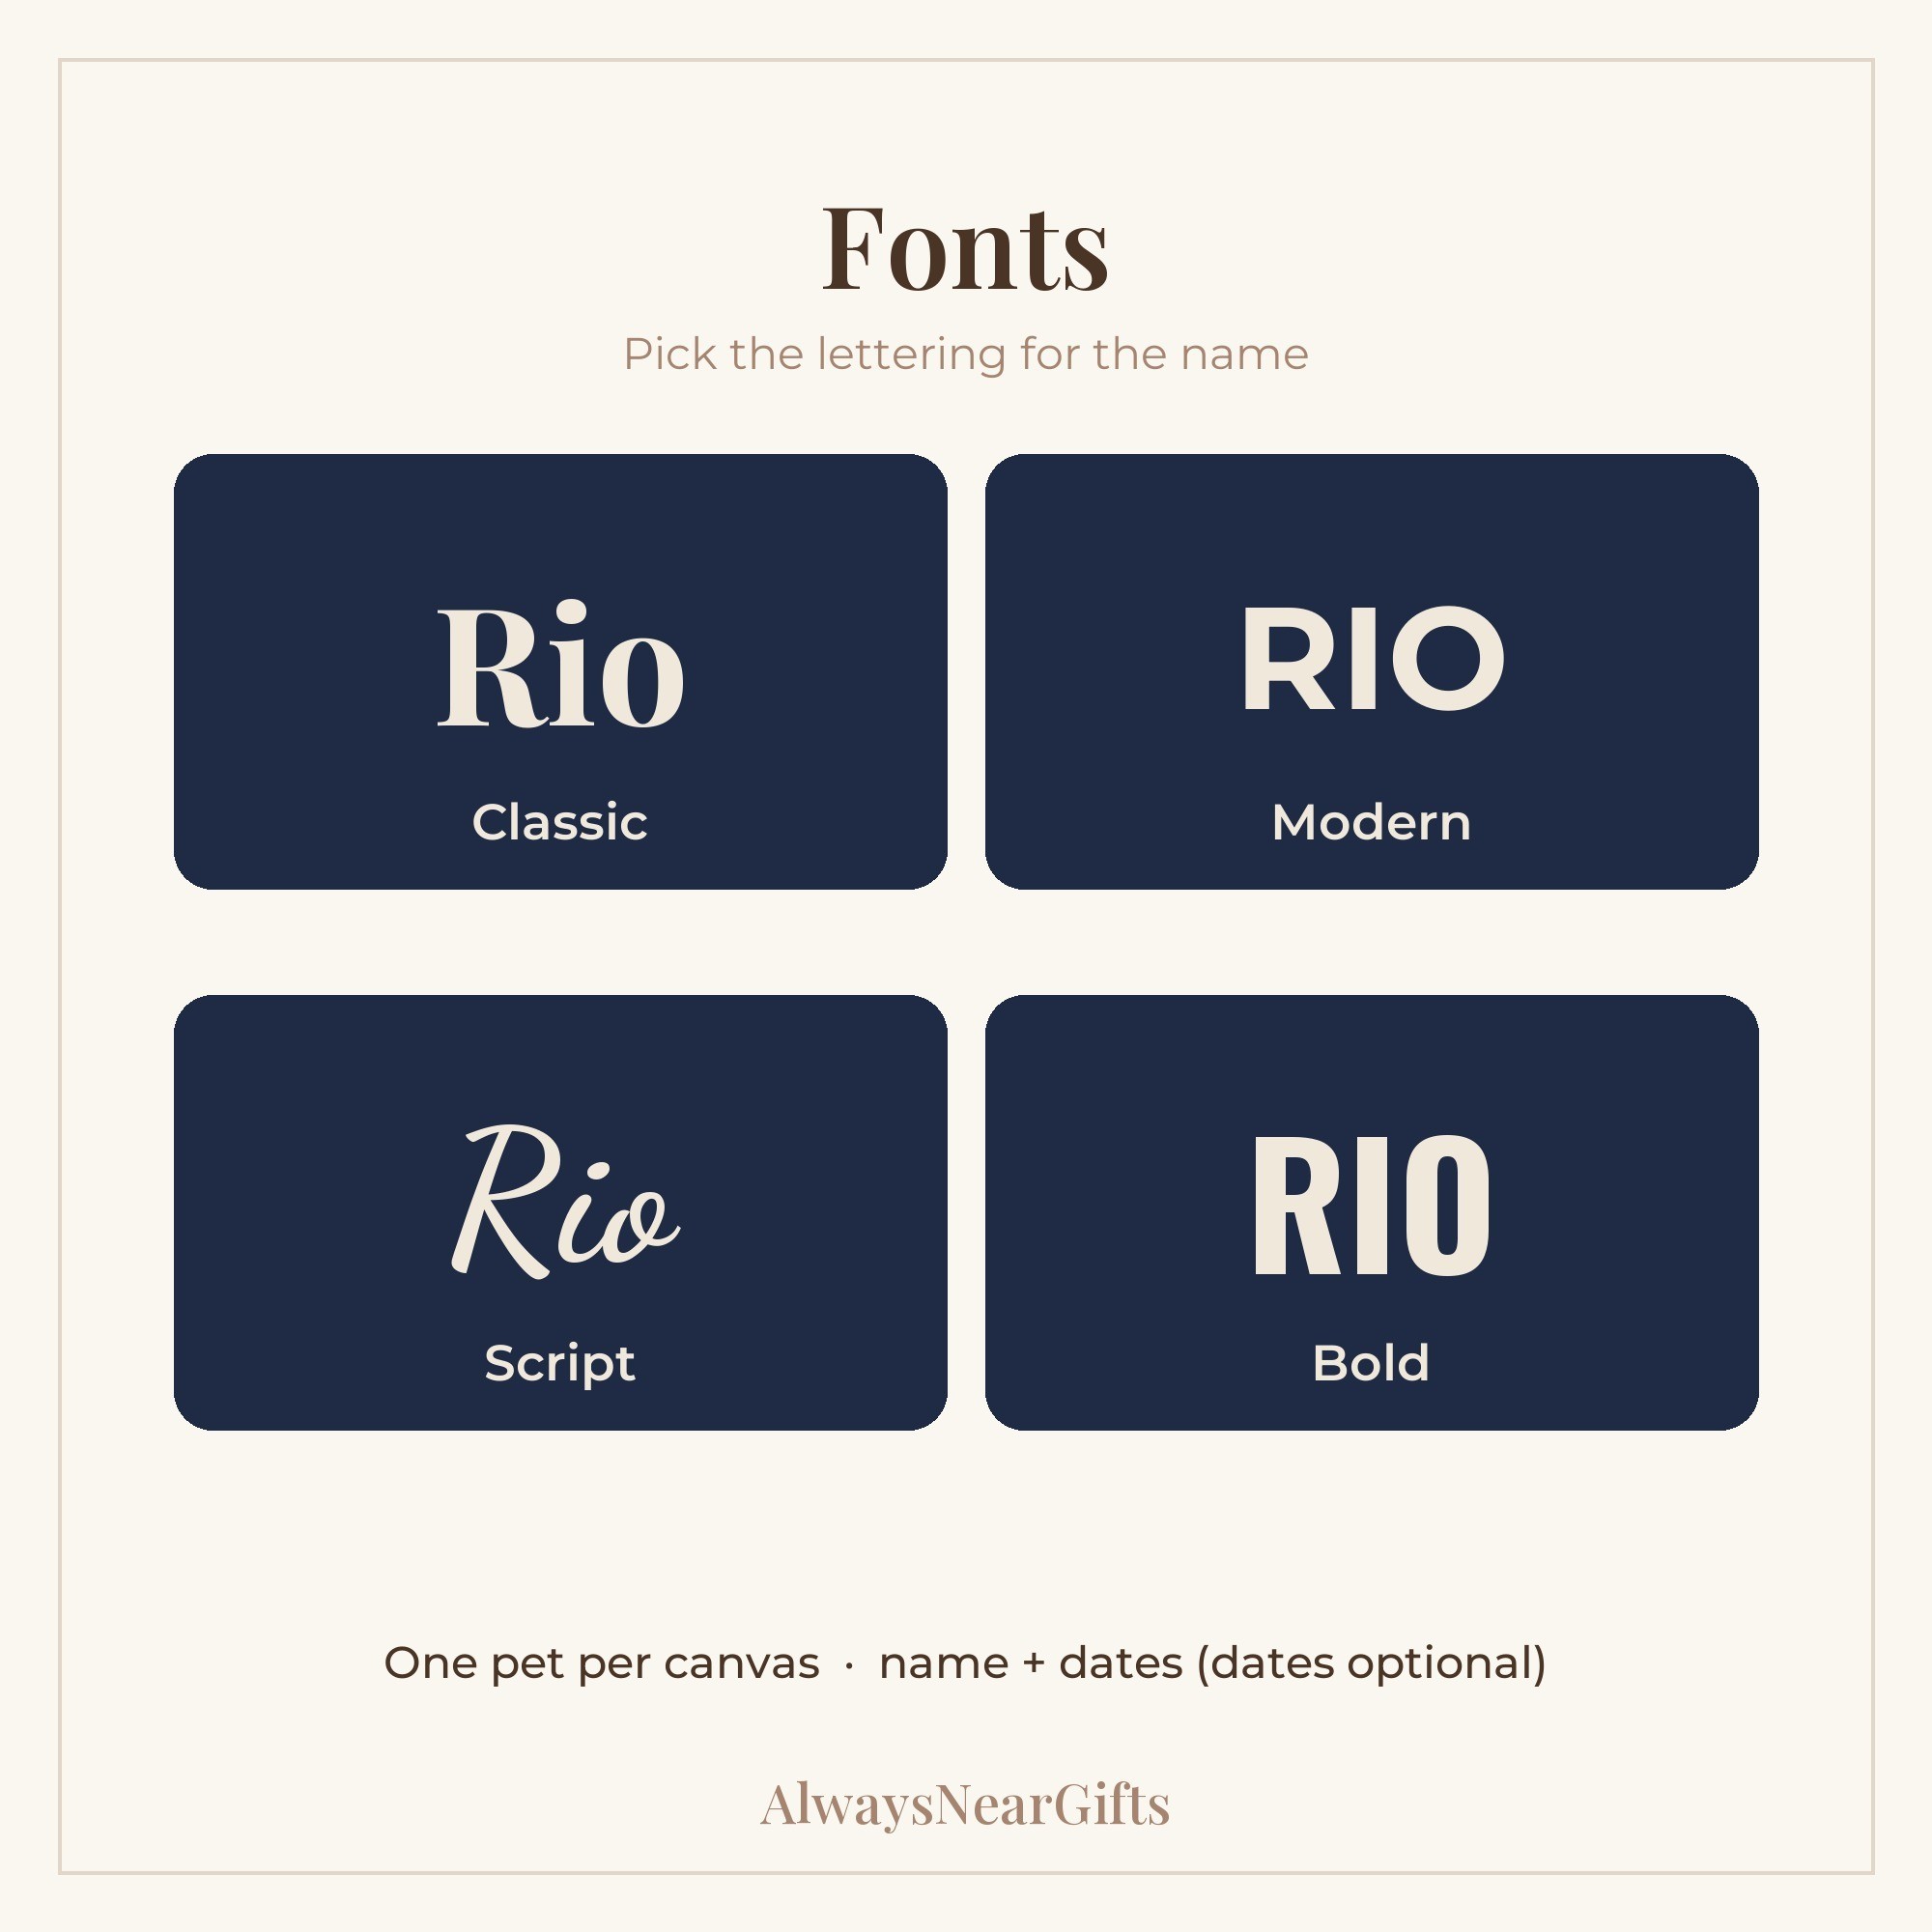 Fonts
Pick the lettering for the name
Rio
Classic
RIO
Modern
Rio
Script
RIO
Bold
One pet per canvas · name + dates (dates optional)
AlwaysNearGifts